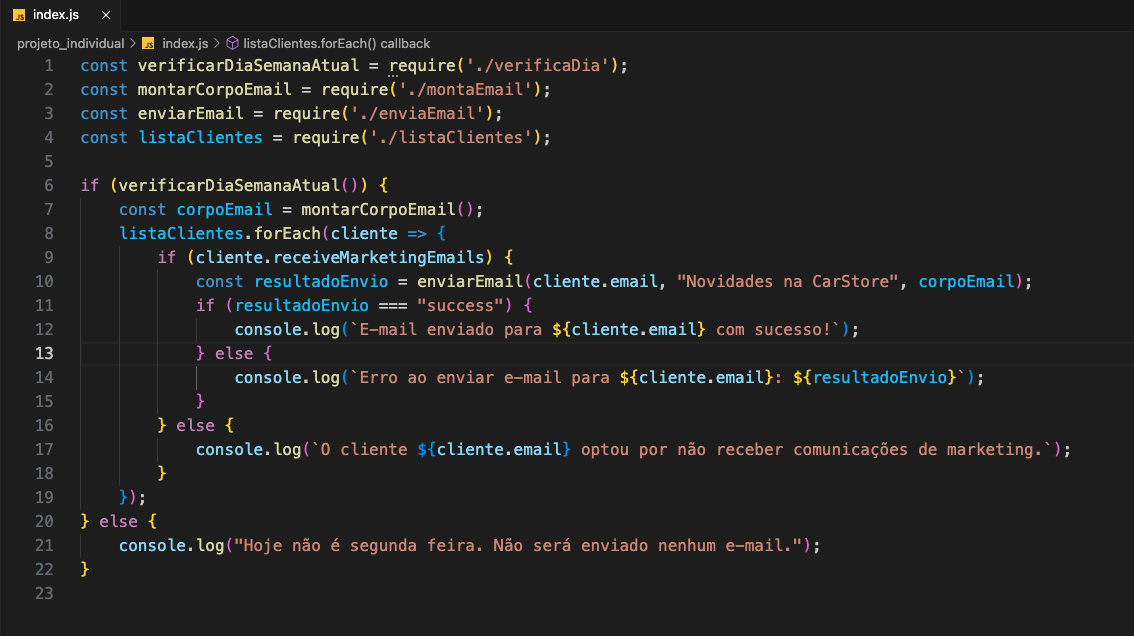 index.js
projeto_individual > index.js > listaClientes.forEach() callback
1 const verificarDiaSemanaAtual = require('./verificaDia');
2 const montarCorpoEmail = require('./montaEmail');
3 const enviarEmail = require('./enviaEmail');
4 const listaClientes = require('./listaClientes');
5
6 if (verificarDiaSemanaAtual()) {
7     const corpoEmail = montarCorpoEmail();
8     listaClientes.forEach(cliente => {
9         if (cliente.receiveMarketingEmails) {
10             const resultadoEnvio = enviarEmail(cliente.email, "Novidades na CarStore", corpoEmail);
11             if (resultadoEnvio === "success") {
12                 console.log(`E-mail enviado para ${cliente.email} com sucesso!`);
13             } else {
14                 console.log(`Erro ao enviar e-mail para ${cliente.email}: ${resultadoEnvio}`);
15             }
16         } else {
17             console.log(`O cliente ${cliente.email} optou por não receber comunicações de marketing.`);
18         }
19     });
20 } else {
21     console.log("Hoje não é segunda feira. Não será enviado nenhum e-mail.");
22 }
23